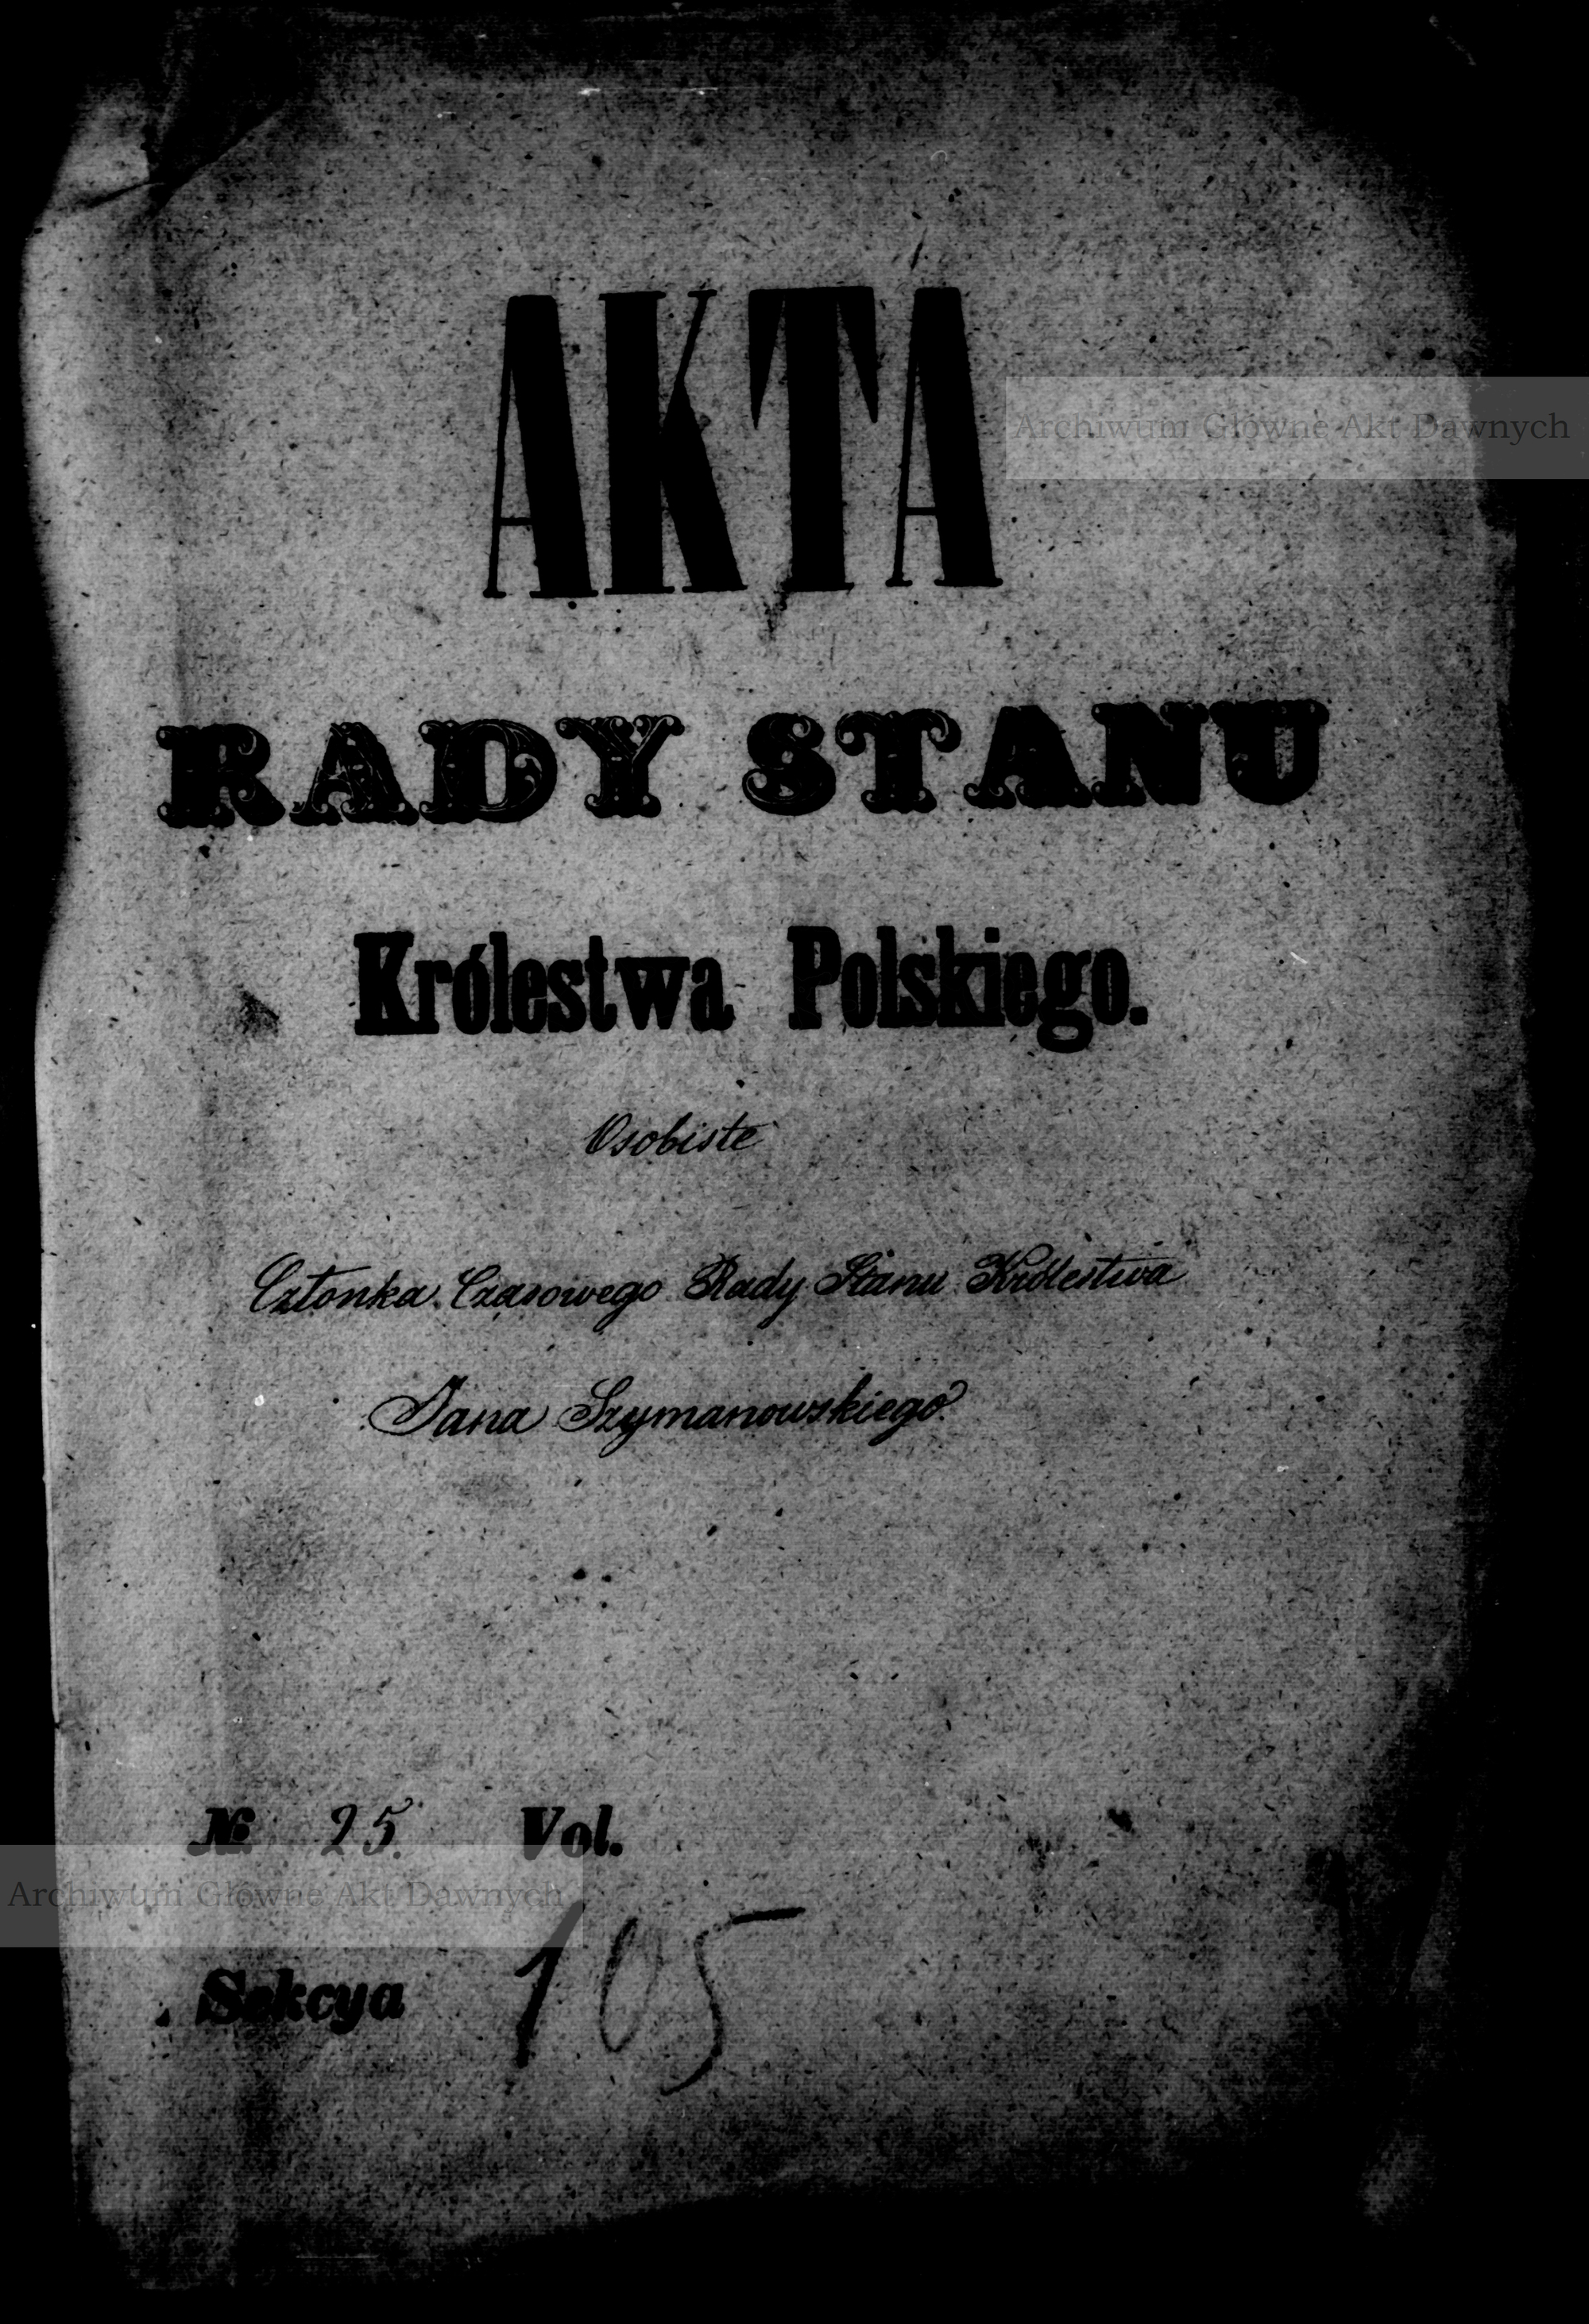 AKTA
Archiwum Główne Akt Dawnych
RADY STANU
Królestwa Polskiego.
Osobiste
Członka Czasowego Rady Stanu Królestwa
Jana Szymanowskiego.
№ 25. Vol.
Archiwum Główne Akt Dawnych
Sekcya 105